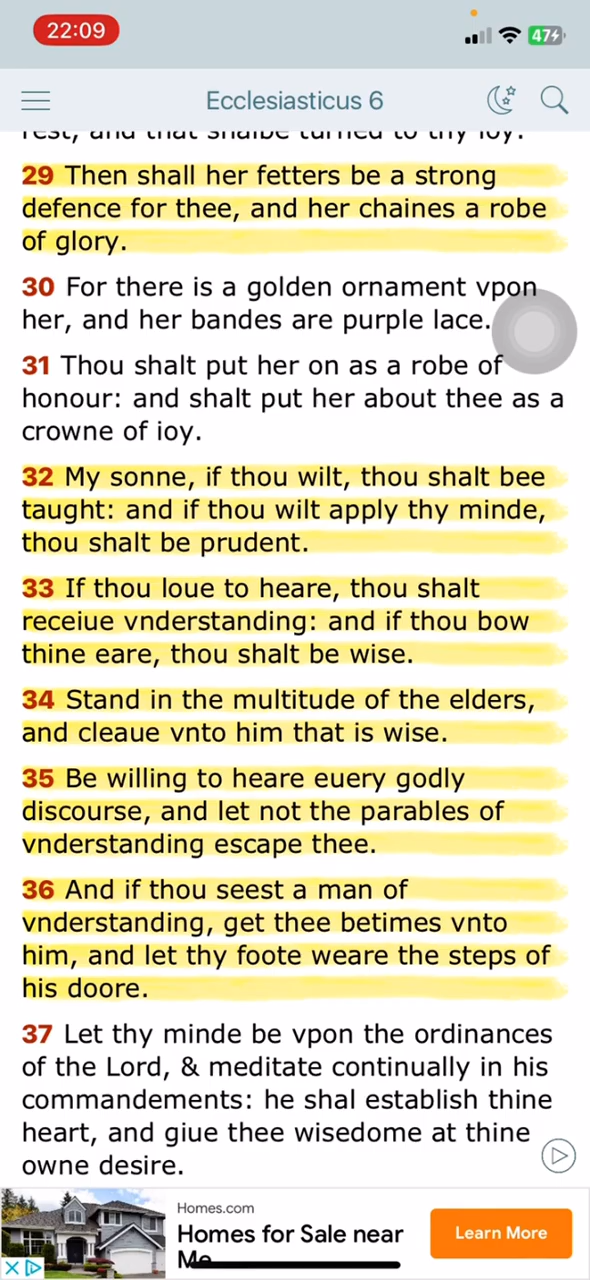 22:09
47
Ecclesiasticus 6
rest, and that shalbe turned to thy ioy.
29 Then shall her fetters be a strong
defence for thee, and her chaines a robe
of glory.
30 For there is a golden ornament vpon
her, and her bandes are purple lace.
31 Thou shalt put her on as a robe of
honour: and shalt put her about thee as a
crowne of ioy.
32 My sonne, if thou wilt, thou shalt bee
taught: and if thou wilt apply thy minde,
thou shalt be prudent.
33 If thou loue to heare, thou shalt
receiue vnderstanding: and if thou bow
thine eare, thou shalt be wise.
34 Stand in the multitude of the elders,
and cleaue vnto him that is wise.
35 Be willing to heare euery godly
discourse, and let not the parables of
vnderstanding escape thee.
36 And if thou seest a man of
vnderstanding, get thee betimes vnto
him, and let thy foote weare the steps of
his doore.
37 Let thy minde be vpon the ordinances
of the Lord, & meditate continually in his
commandements: he shal establish thine
heart, and giue thee wisedome at thine
owne desire.
Homes.com
Homes for Sale near
Me
Learn More